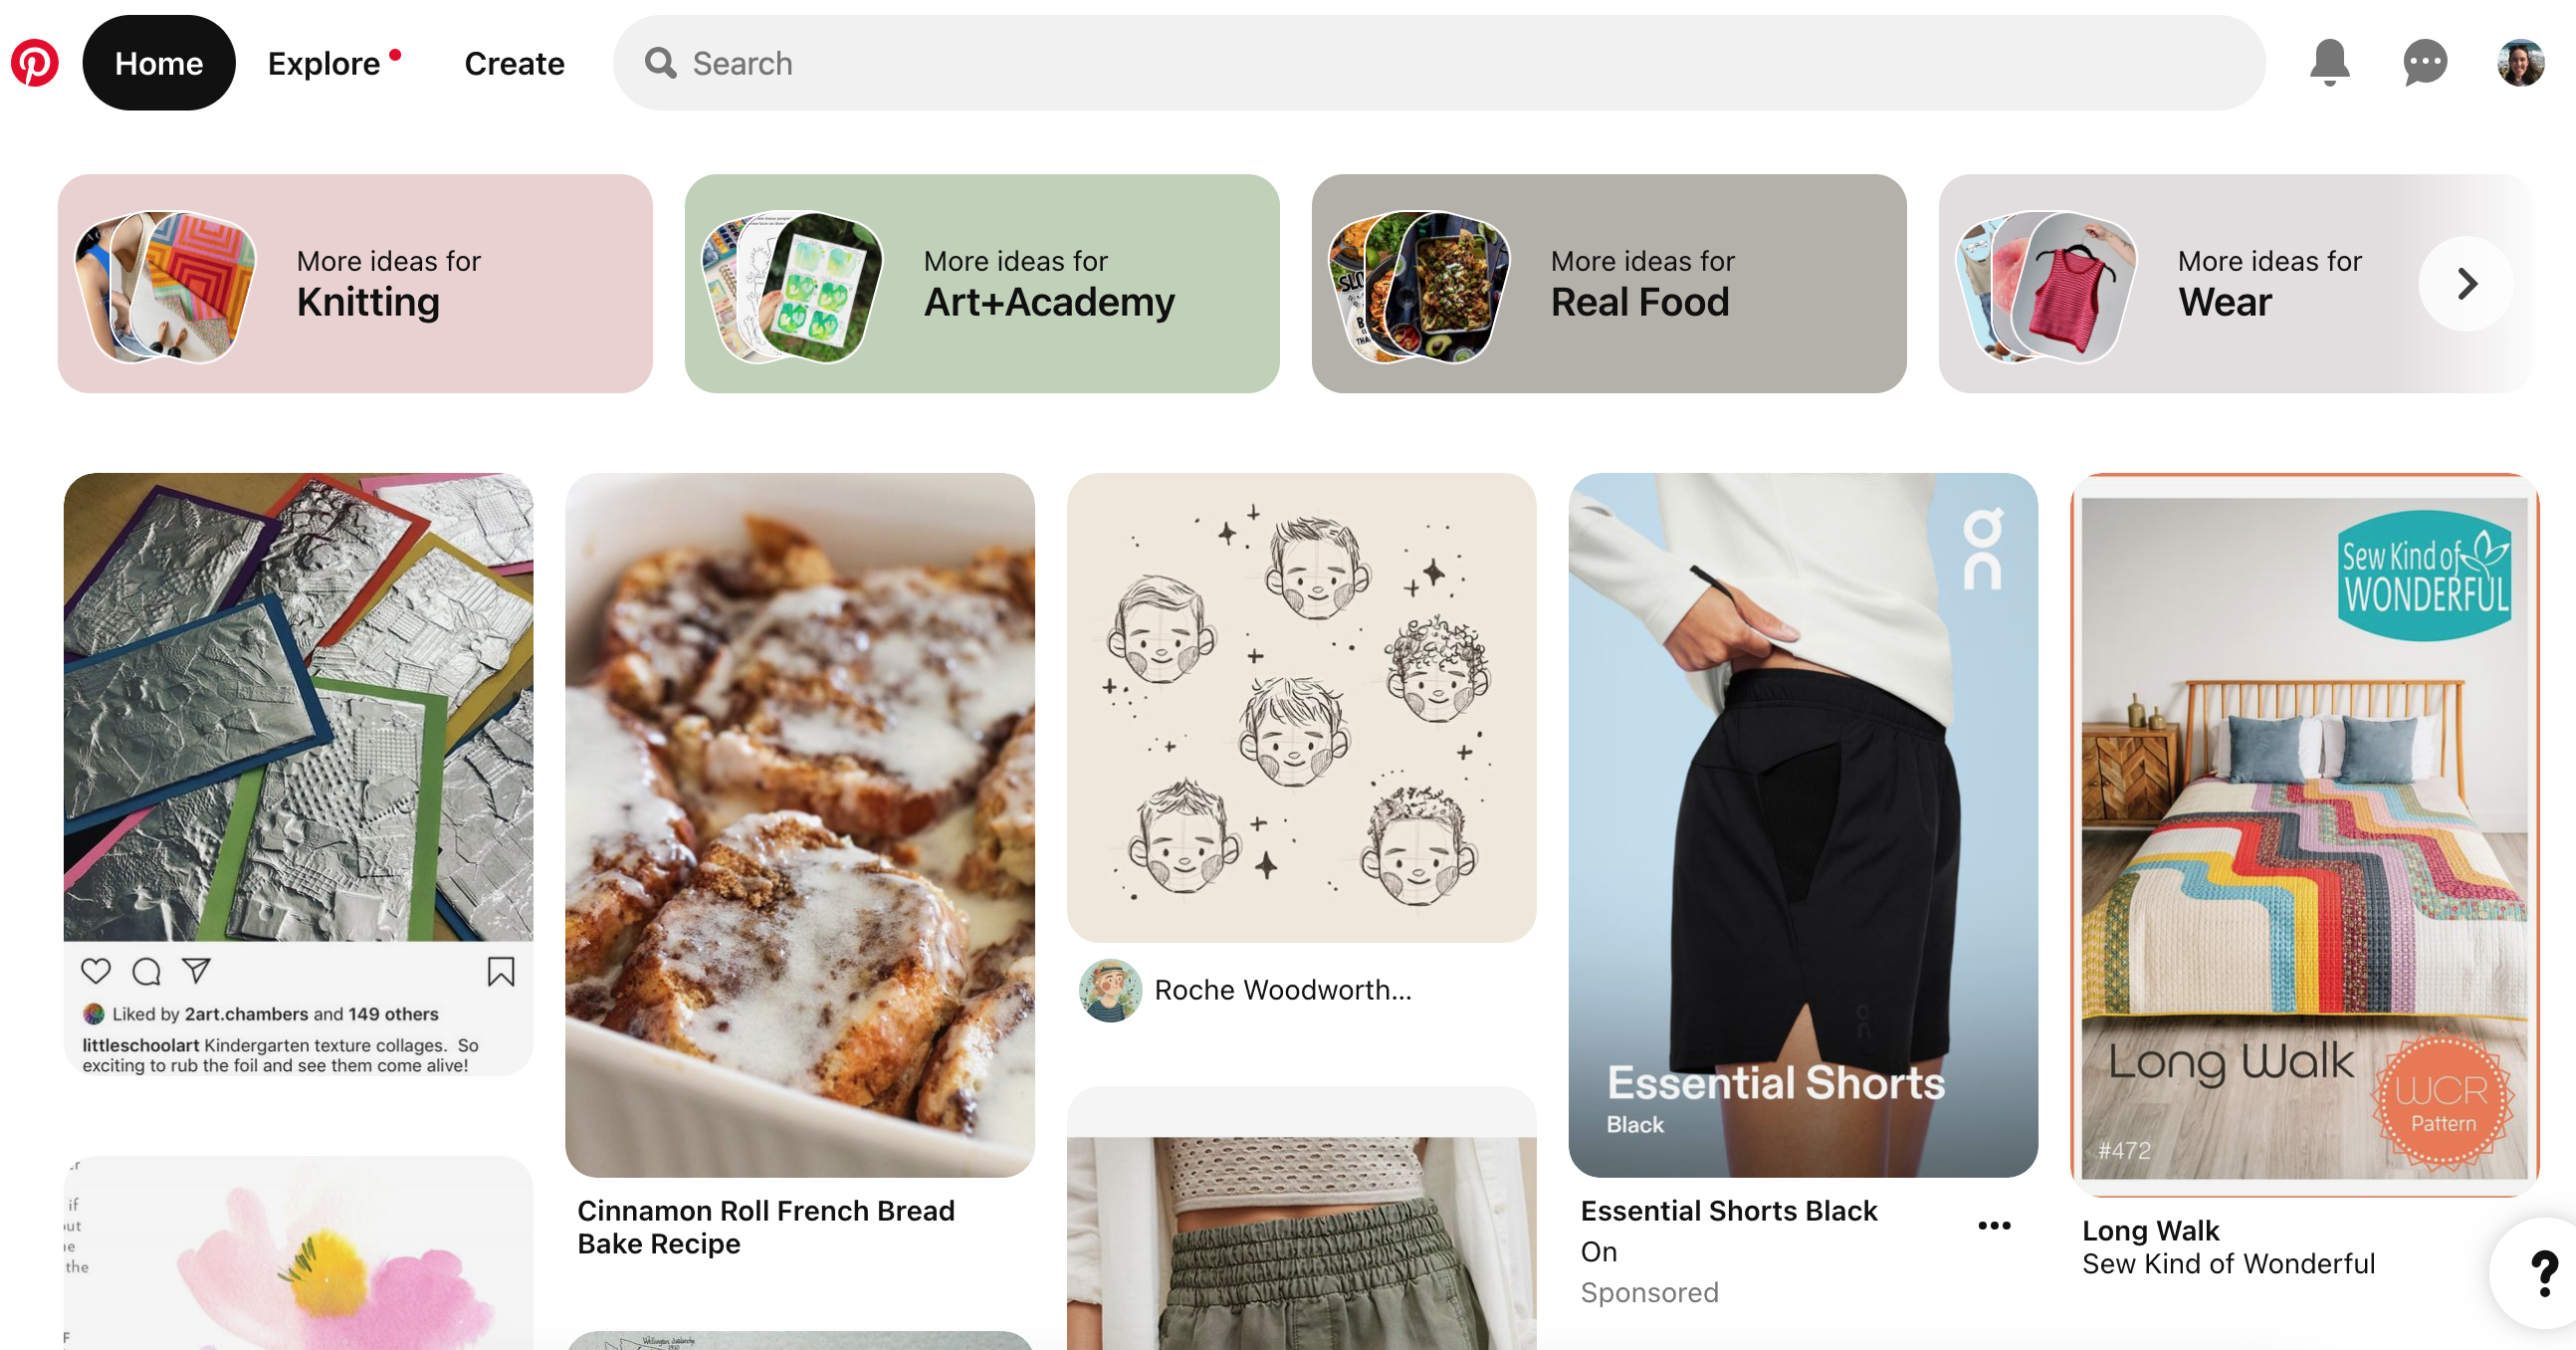 Home
Explore
Create
Search
More ideas for
Knitting
More ideas for
Art+Academy
More ideas for
Real Food
More ideas for
Wear
Liked by 2art.chambers and 149 others
littleschoolart Kindergarten texture collages. So
exciting to rub the foil and see them come alive!
if
the
Cinnamon Roll French Bread
Bake Recipe
Roche Woodworth...
Essential Shorts
Black
Essential Shorts Black
On
Sponsored
Sew Kind of
WONDERFUL
Long Walk
WCR
Pattern
#472
Long Walk
Sew Kind of Wonderful
?